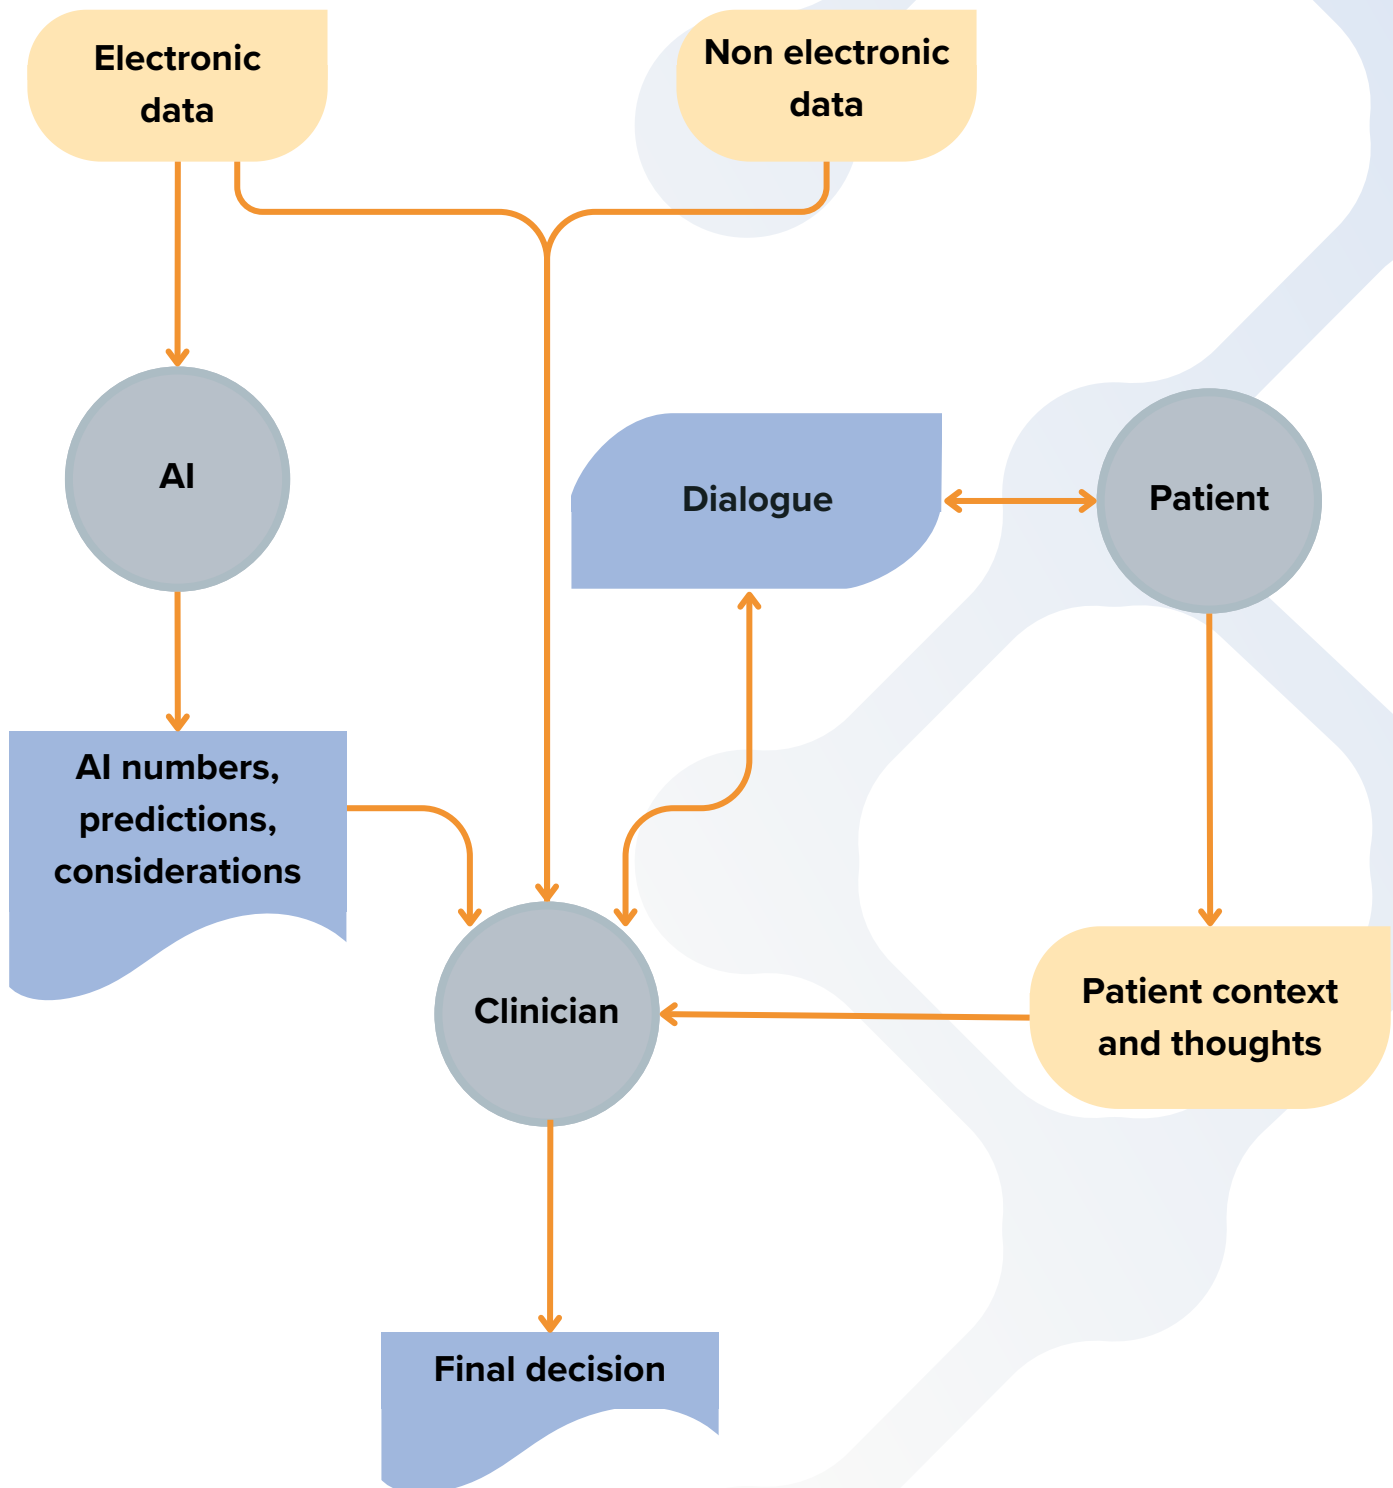 Electronic
data
Non electronic
data
AI
Dialogue
Patient
AI numbers,
predictions,
considerations
Clinician
Patient context
and thoughts
Final decision